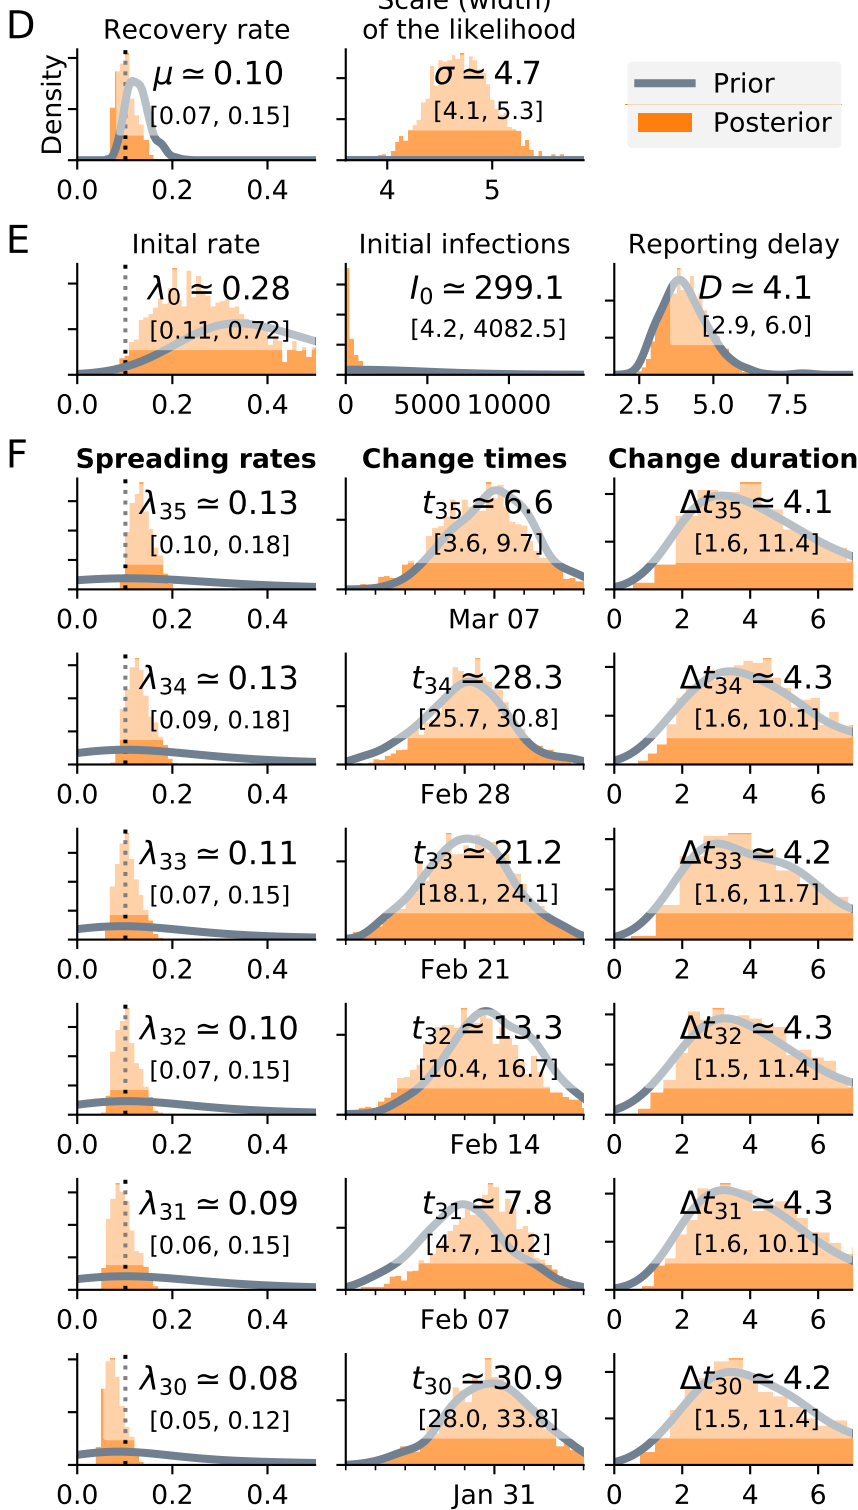 D
Scale (width)
Recovery rate
of the likelihood
Density
μ ≃ 0.10
[0.07, 0.15]
0.0 0.2 0.4
σ ≃ 4.7
[4.1, 5.3]
4 5
Prior
Posterior
E
Inital rate
λ0 ≃ 0.28
[0.11, 0.72]
0.0 0.2 0.4
Initial infections
I0 ≃ 299.1
[4.2, 4082.5]
0 5000 10000
Reporting delay
D ≃ 4.1
[2.9, 6.0]
2.5 5.0 7.5
F
Spreading rates
Change times
Change duration
λ35 ≃ 0.13
[0.10, 0.18]
0.0 0.2 0.4
t35 ≃ 6.6
[3.6, 9.7]
Mar 07
Δt35 ≃ 4.1
[1.6, 11.4]
0 2 4 6
λ34 ≃ 0.13
[0.09, 0.18]
0.0 0.2 0.4
t34 ≃ 28.3
[25.7, 30.8]
Feb 28
Δt34 ≃ 4.3
[1.6, 10.1]
0 2 4 6
λ33 ≃ 0.11
[0.07, 0.15]
0.0 0.2 0.4
t33 ≃ 21.2
[18.1, 24.1]
Feb 21
Δt33 ≃ 4.2
[1.6, 11.7]
0 2 4 6
λ32 ≃ 0.10
[0.07, 0.15]
0.0 0.2 0.4
t32 ≃ 13.3
[10.4, 16.7]
Feb 14
Δt32 ≃ 4.3
[1.5, 11.4]
0 2 4 6
λ31 ≃ 0.09
[0.06, 0.15]
0.0 0.2 0.4
t31 ≃ 7.8
[4.7, 10.2]
Feb 07
Δt31 ≃ 4.3
[1.6, 10.1]
0 2 4 6
λ30 ≃ 0.08
[0.05, 0.12]
0.0 0.2 0.4
t30 ≃ 30.9
[28.0, 33.8]
Jan 31
Δt30 ≃ 4.2
[1.5, 11.4]
0 2 4 6